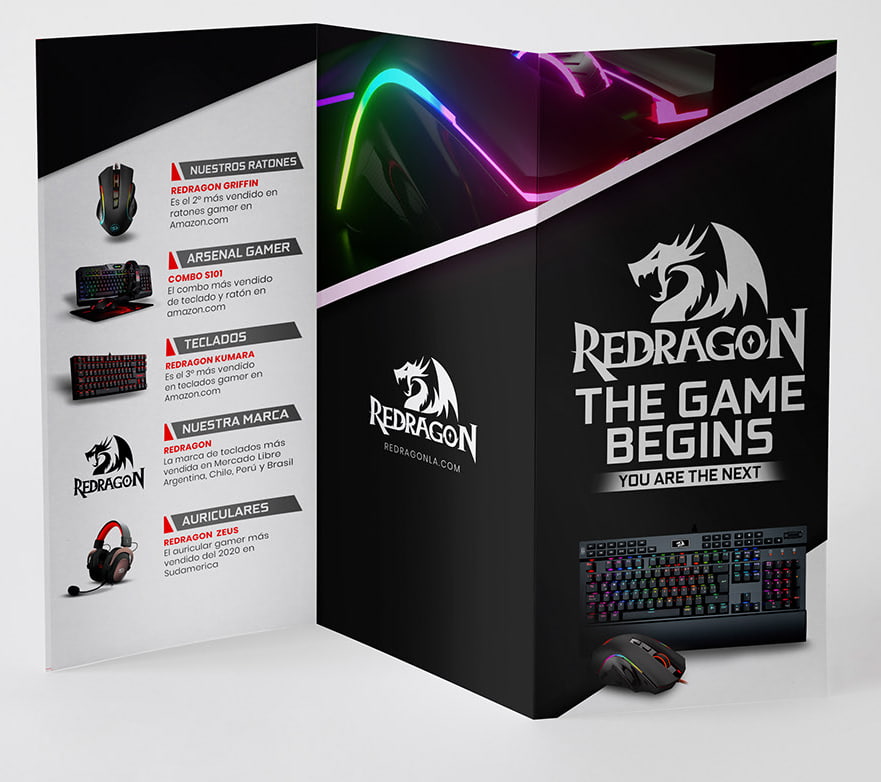 NUESTROS RATONES
REDRAGON GRIFFIN
Es el 2º más vendido en
ratones gamer en
Amazon.com
ARSENAL GAMER
COMBO S101
El combo más vendido
de teclado y ratón en
amazon.com
TECLADOS
REDRAGON KUMARA
Es el 3º más vendido
en teclados gamer en
Amazon.com
NUESTRA MARCA
REDRAGON
La marca de teclados más
vendida en Mercado Libre
Argentina, Chile, Perú y Brasil
REDRAGON
AURICULARES
REDRAGON ZEUS
El auricular gamer más
vendido del 2020 en
Sudamerica
REDRAGON
REDRAGONLA.COM
REDRAGON
THE GAME
BEGINS
YOU ARE THE NEXT